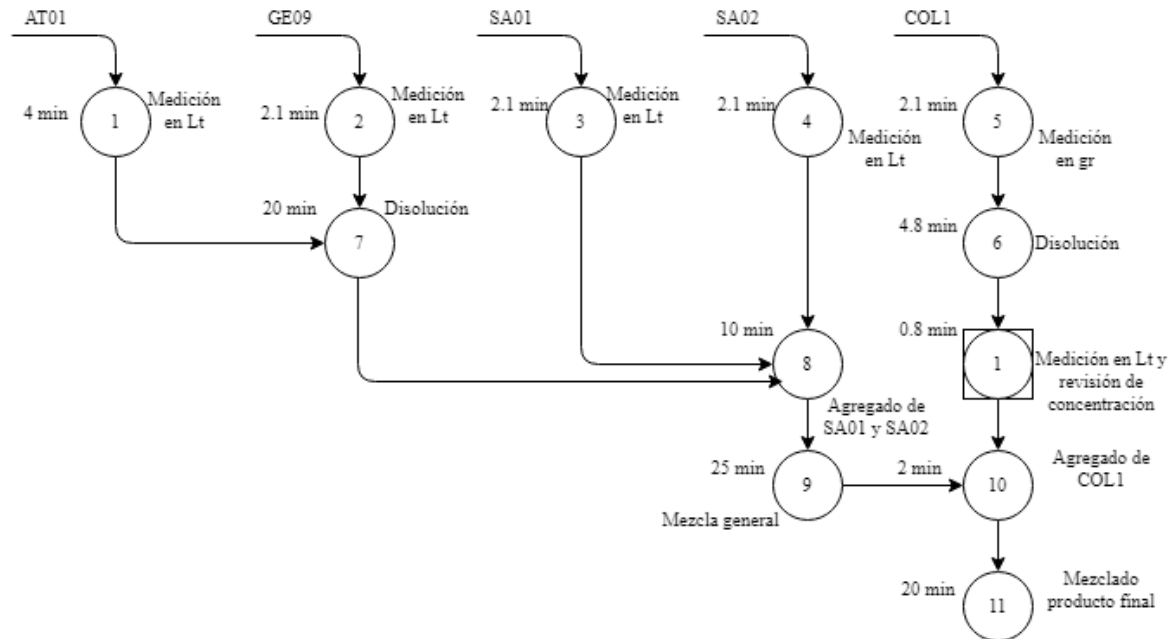 AT01
GE09
SA01
SA02
COL1
4 min
1
Medición
en Lt
2.1 min
2
Medición
en Lt
2.1 min
3
Medición
en Lt
2.1 min
4
Medición
en Lt
2.1 min
5
Medición
en gr
20 min
7
Disolución
4.8 min
6
Disolución
10 min
8
Agregado de
SA01 y SA02
0.8 min
1
Medición en Lt y
revisión de
concentración
25 min
9
Mezcla general
2 min
10
Agregado de
COL1
20 min
11
Mezclado
producto final